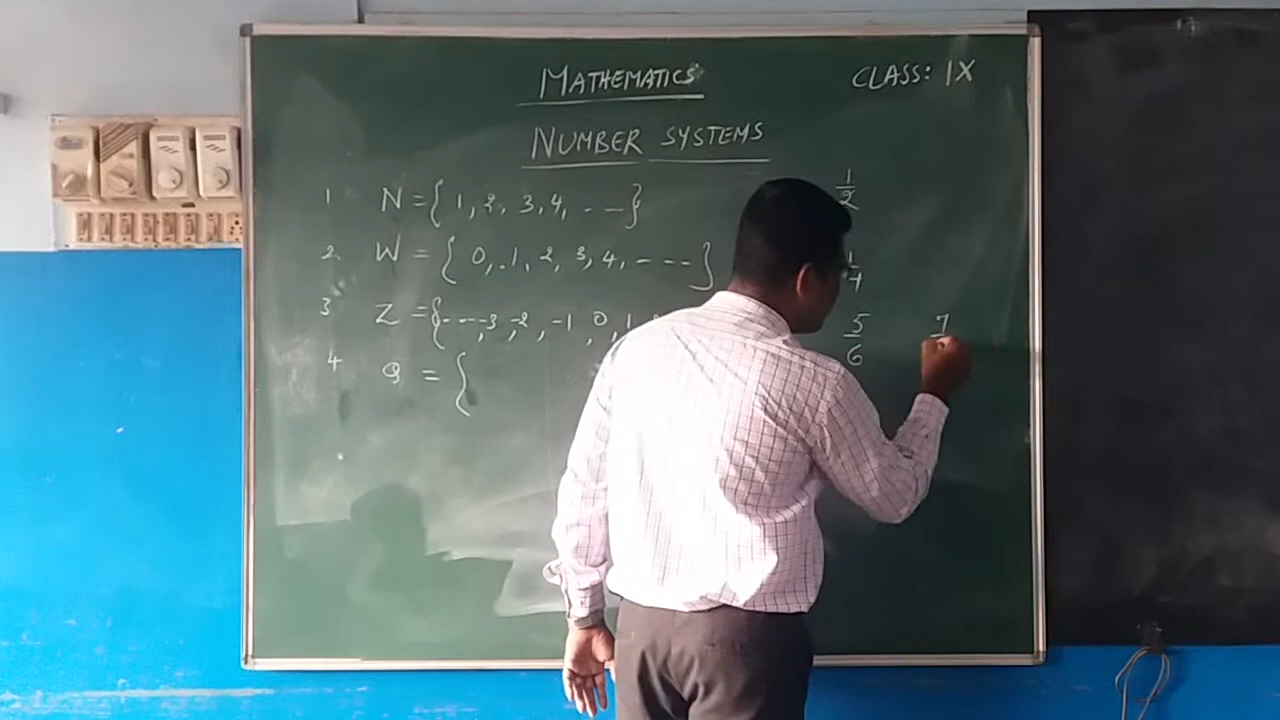 MATHEMATICS CLASS: IX
NUMBER SYSTEMS
1 N = { 1, 2, 3, 4, - - - }
2. W = { 0, 1, 2, 3, 4, - - - - }
3 Z = { - - - -3, -2, -1, 0, 1,
4 Q = {
1/2
1/4
5/6
7